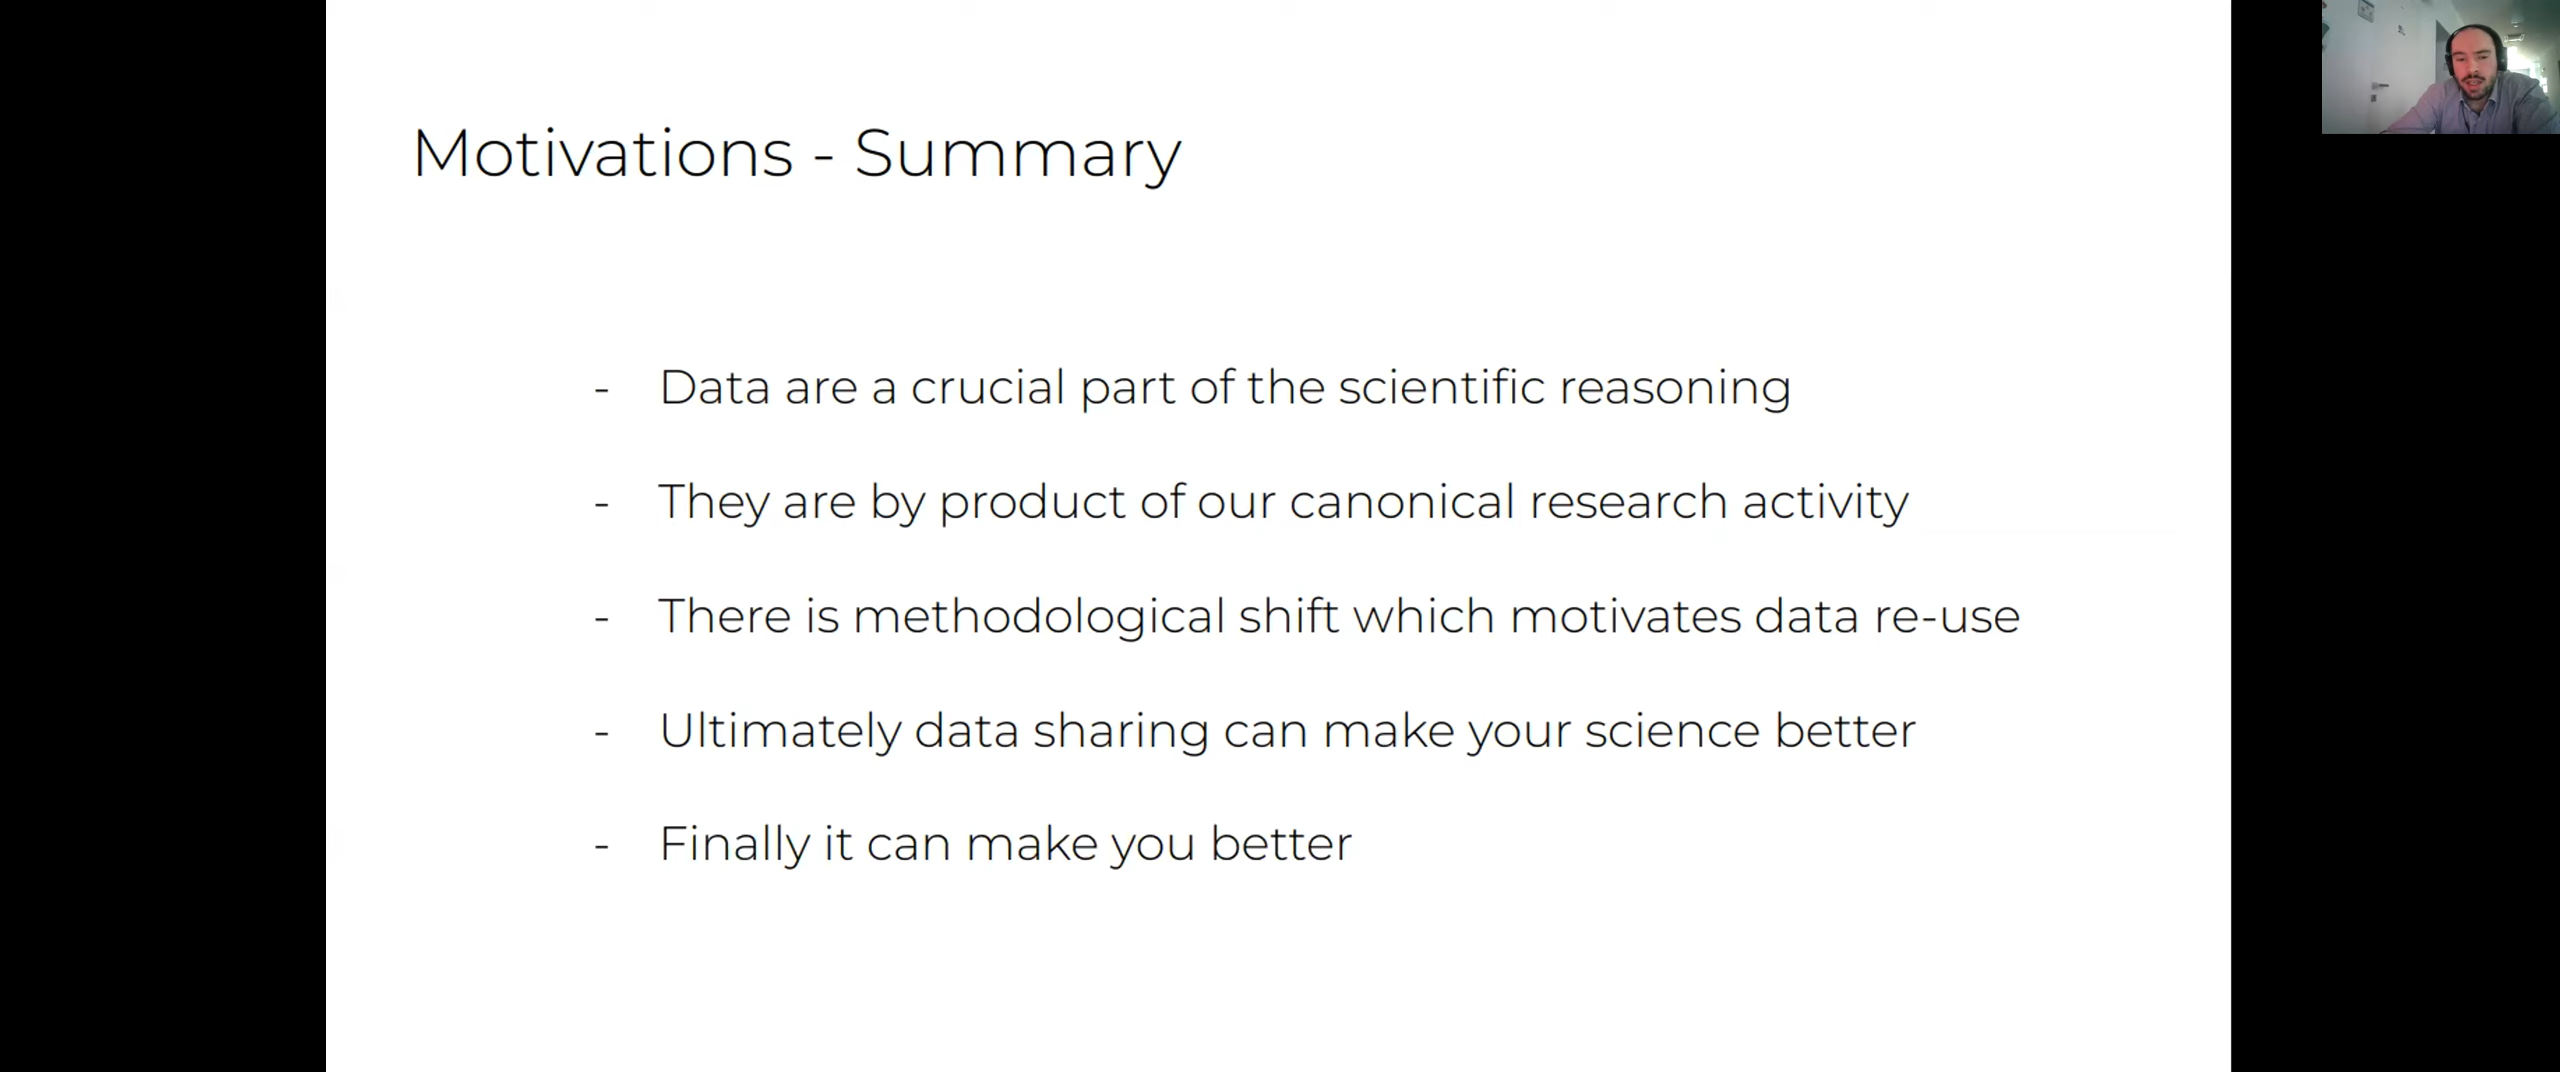 Motivations - Summary
- Data are a crucial part of the scientific reasoning
- They are by product of our canonical research activity
- There is methodological shift which motivates data re-use
- Ultimately data sharing can make your science better
- Finally it can make you better